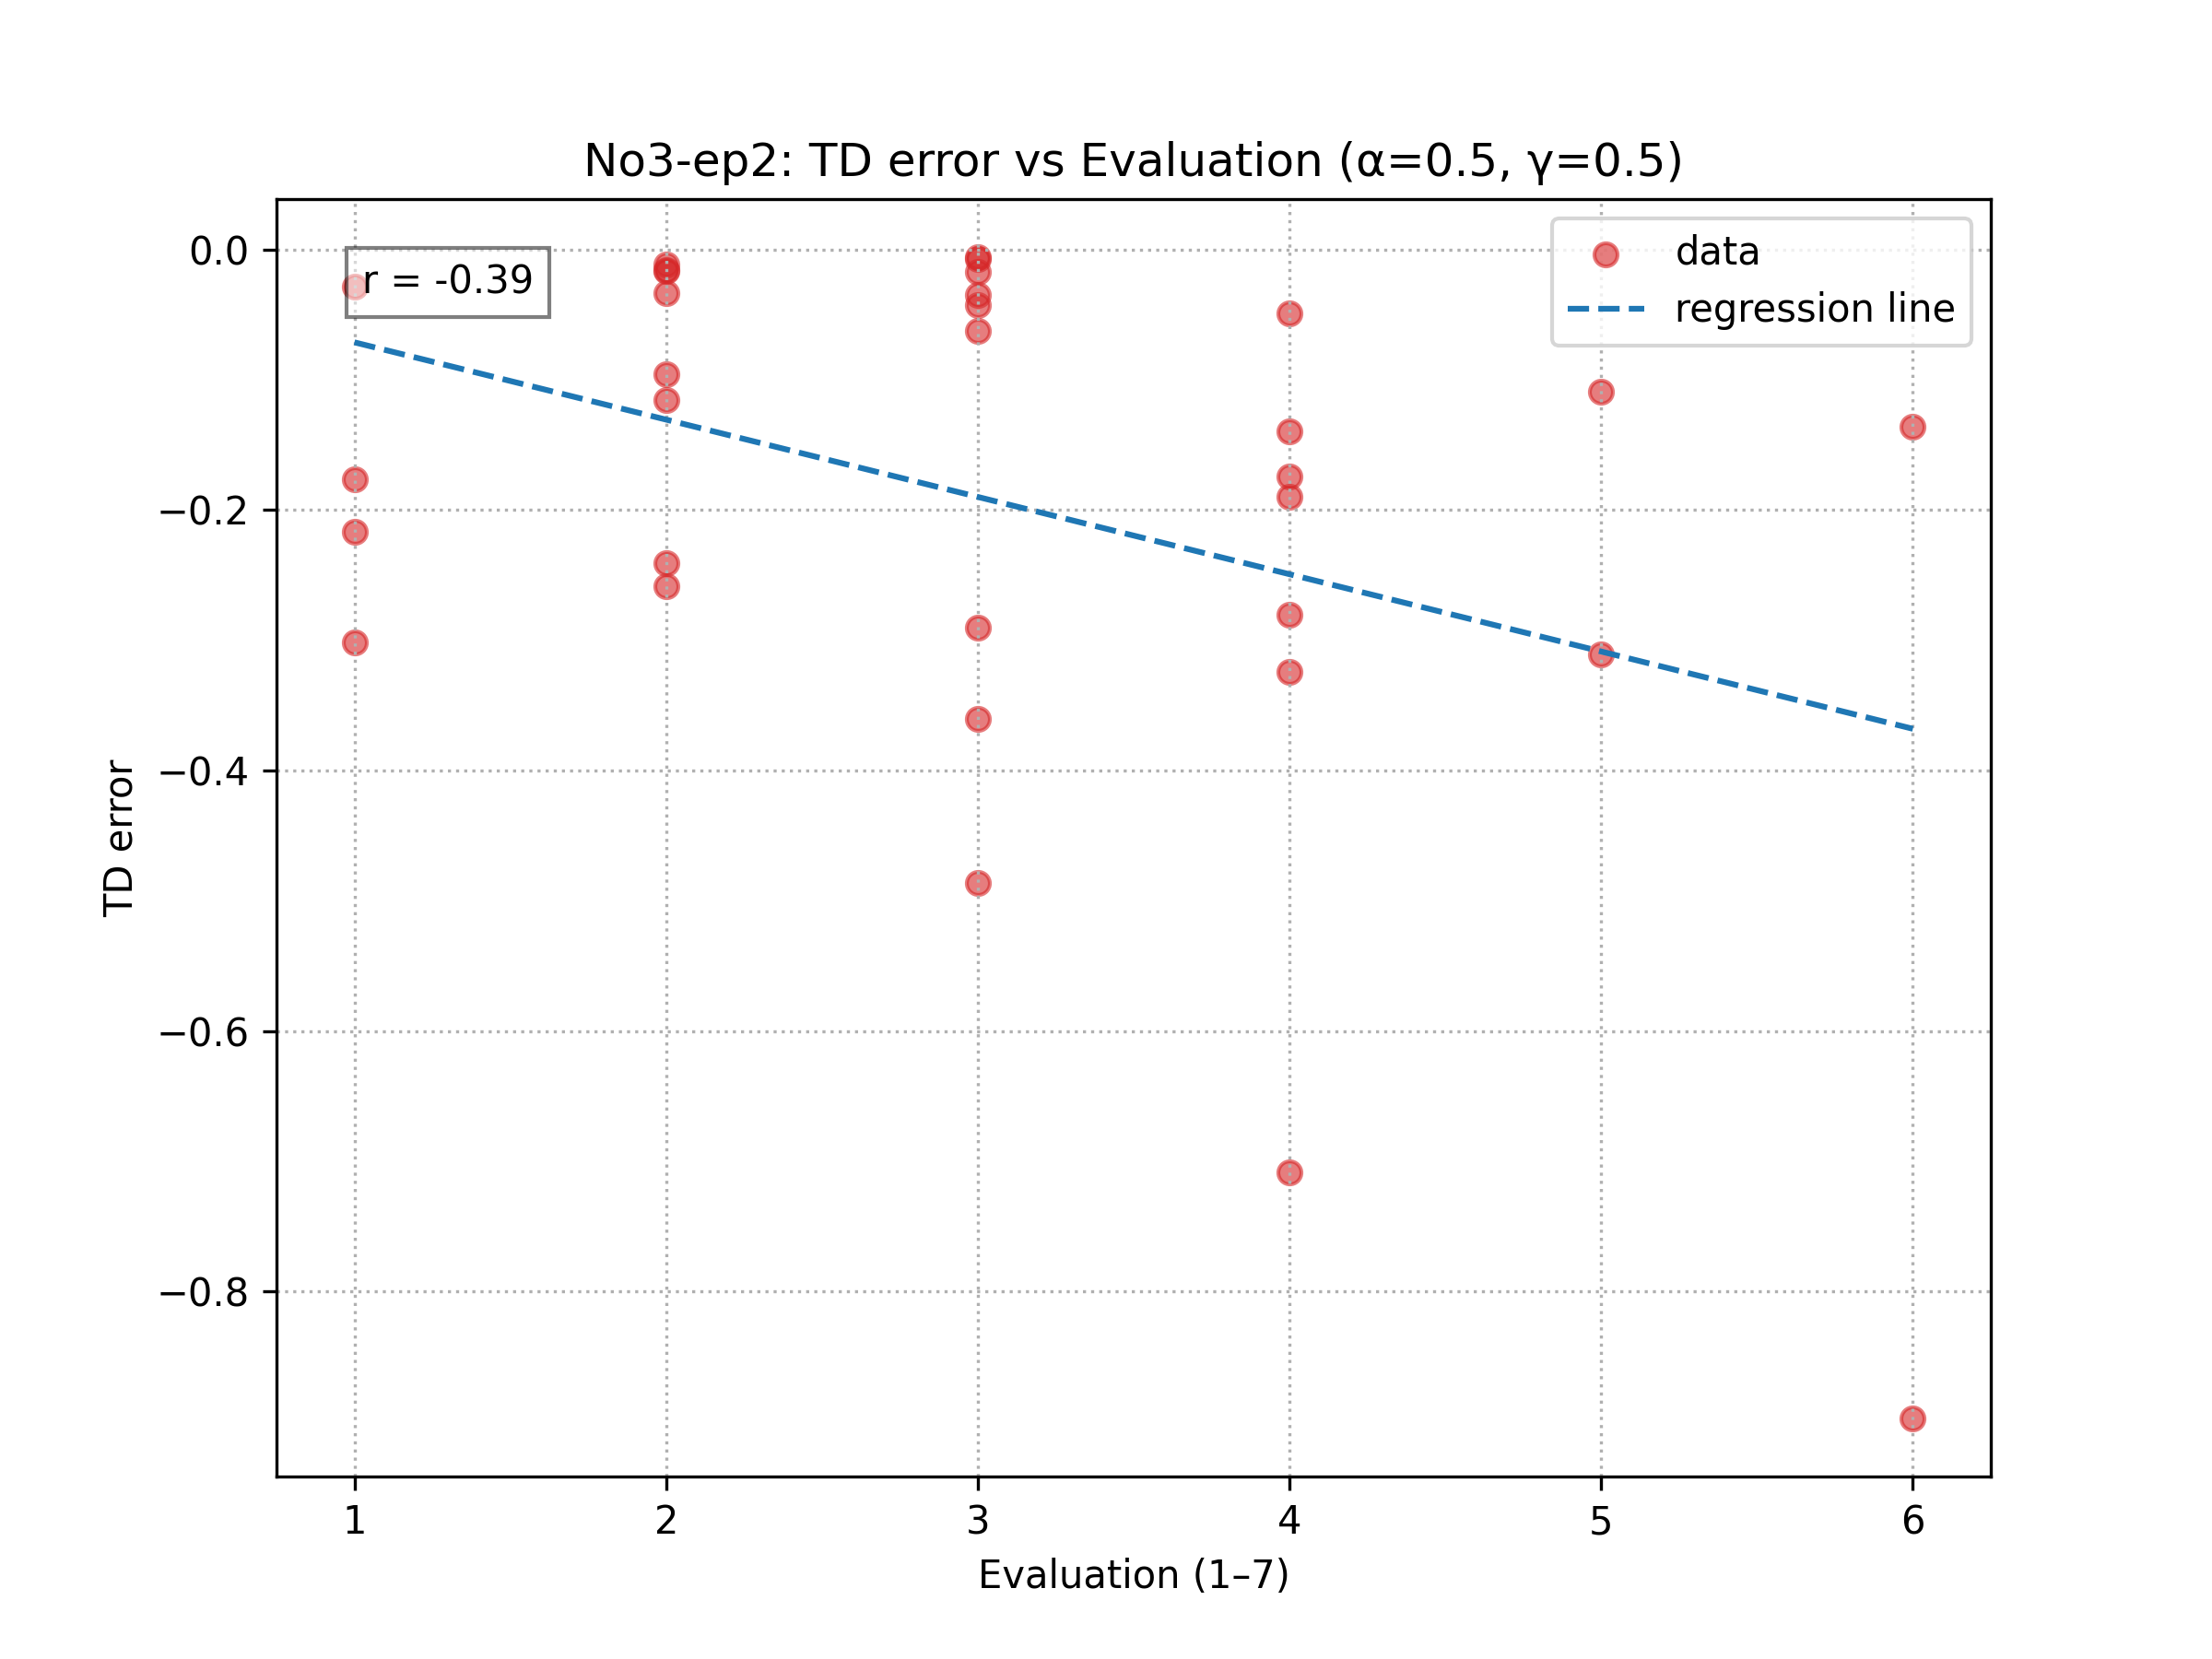 No3-ep2: TD error vs Evaluation (α=0.5, γ=0.5)
r = -0.39
data
regression line
TD error
0.0
−0.2
−0.4
−0.6
−0.8
1 2 3 4 5 6
Evaluation (1–7)